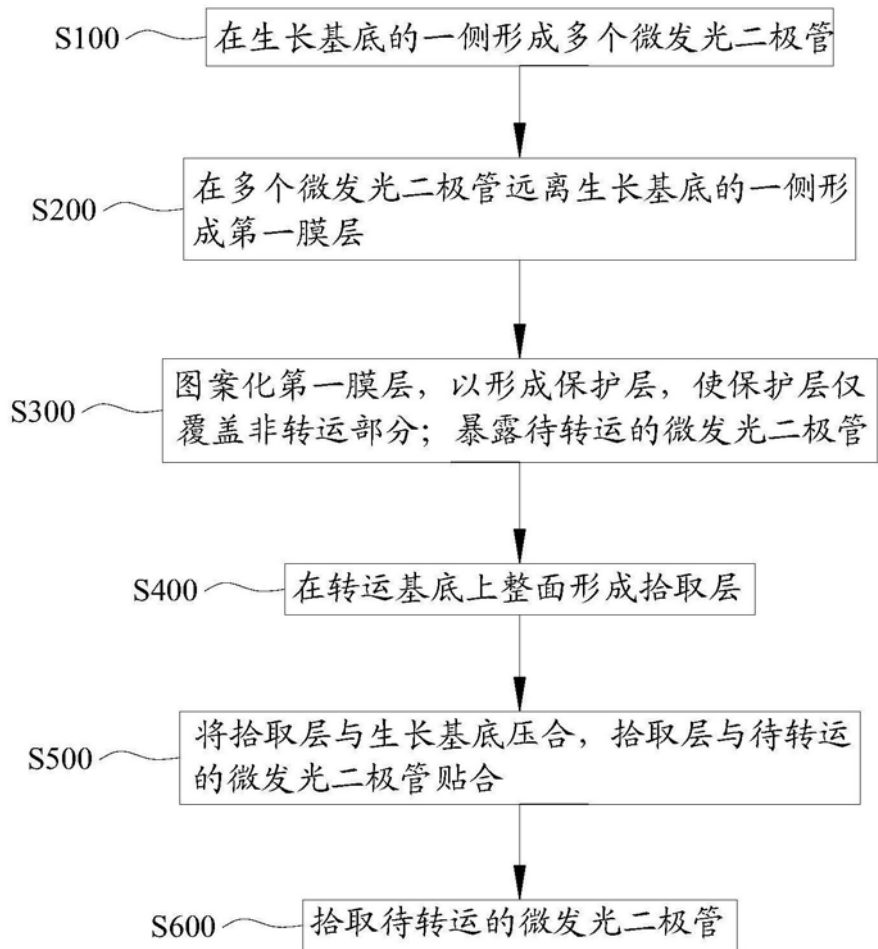 S100
在生长基底的一侧形成多个微发光二极管
S200
在多个微发光二极管远离生长基底的一侧形
成第一膜层
S300
图案化第一膜层，以形成保护层，使保护层仅
覆盖非转运部分；暴露待转运的微发光二极管
S400
在转运基底上整面形成拾取层
S500
将拾取层与生长基底压合，拾取层与待转运
的微发光二极管贴合
S600
拾取待转运的微发光二极管